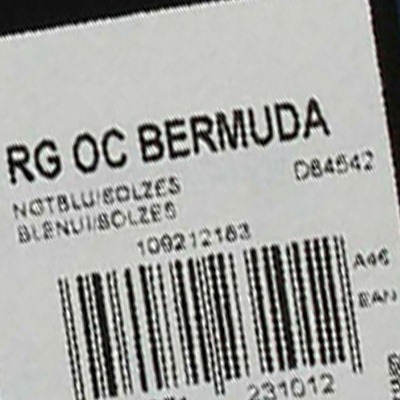 RG OC BERMUDA
D84542
NGTBLU/SOLZES
BLENUI/SOLZES
109212183
A46
EAN
231012